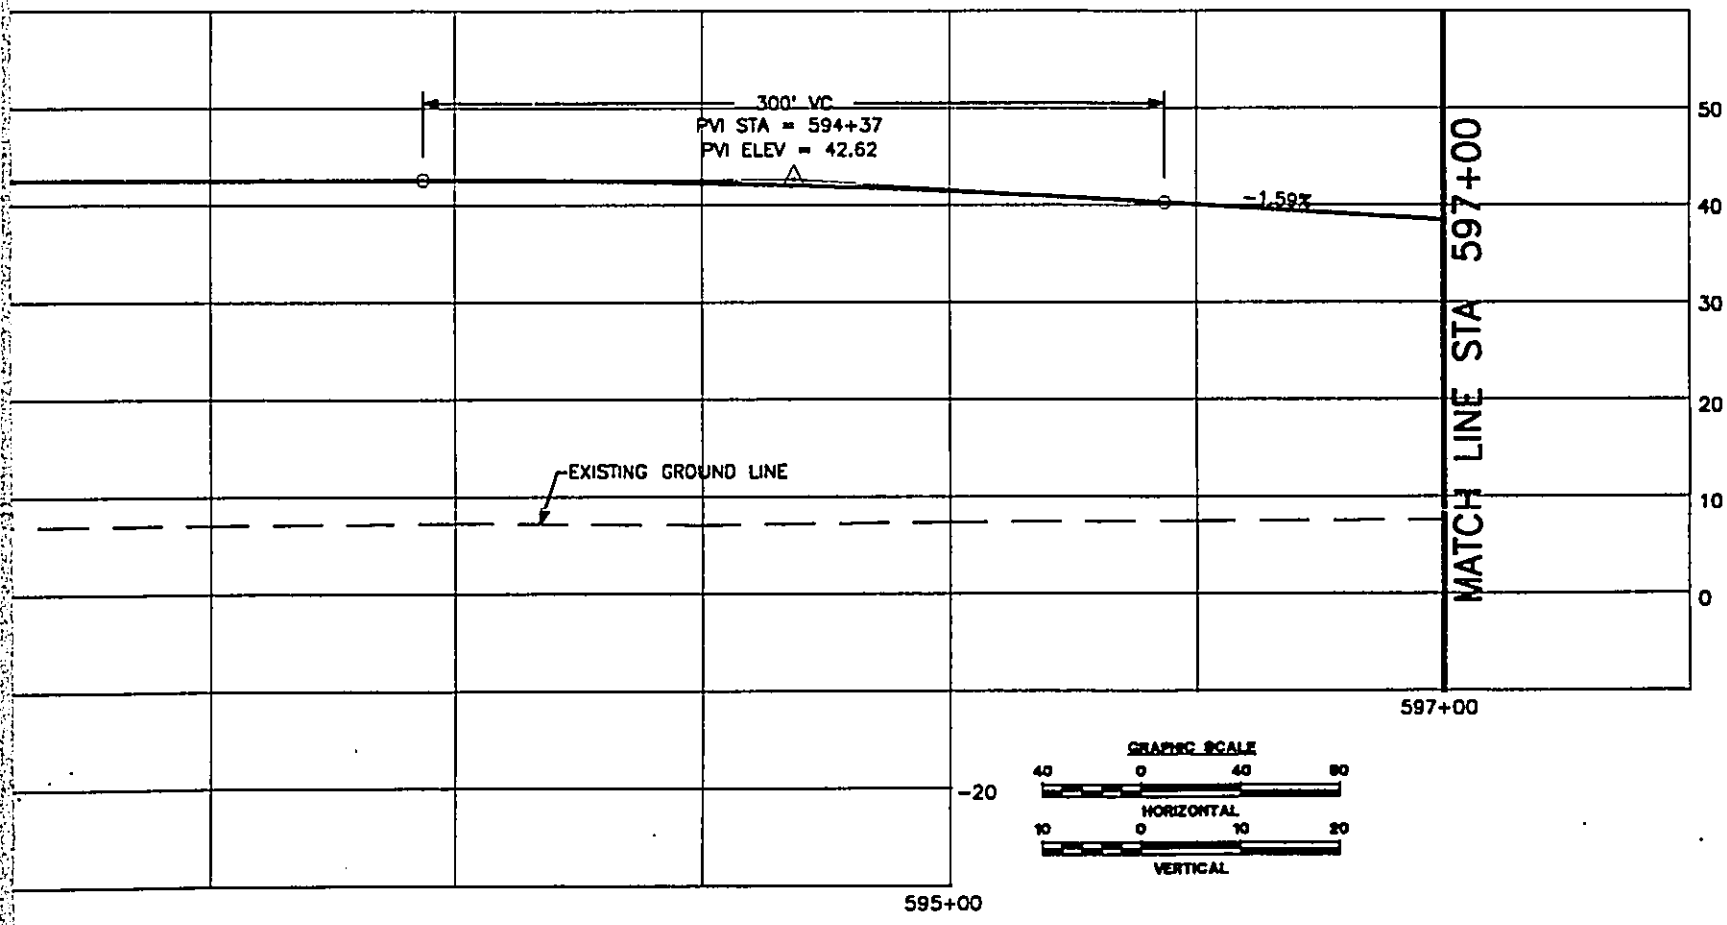 300' VC
PVI STA = 594+37
PVI ELEV = 42.62
-1.59%
MATCH LINE STA 597+00
50
40
30
20
10
0
EXISTING GROUND LINE
597+00
GRAPHIC SCALE
40 0 40 80
HORIZONTAL
10 0 10 20
VERTICAL
-20
595+00